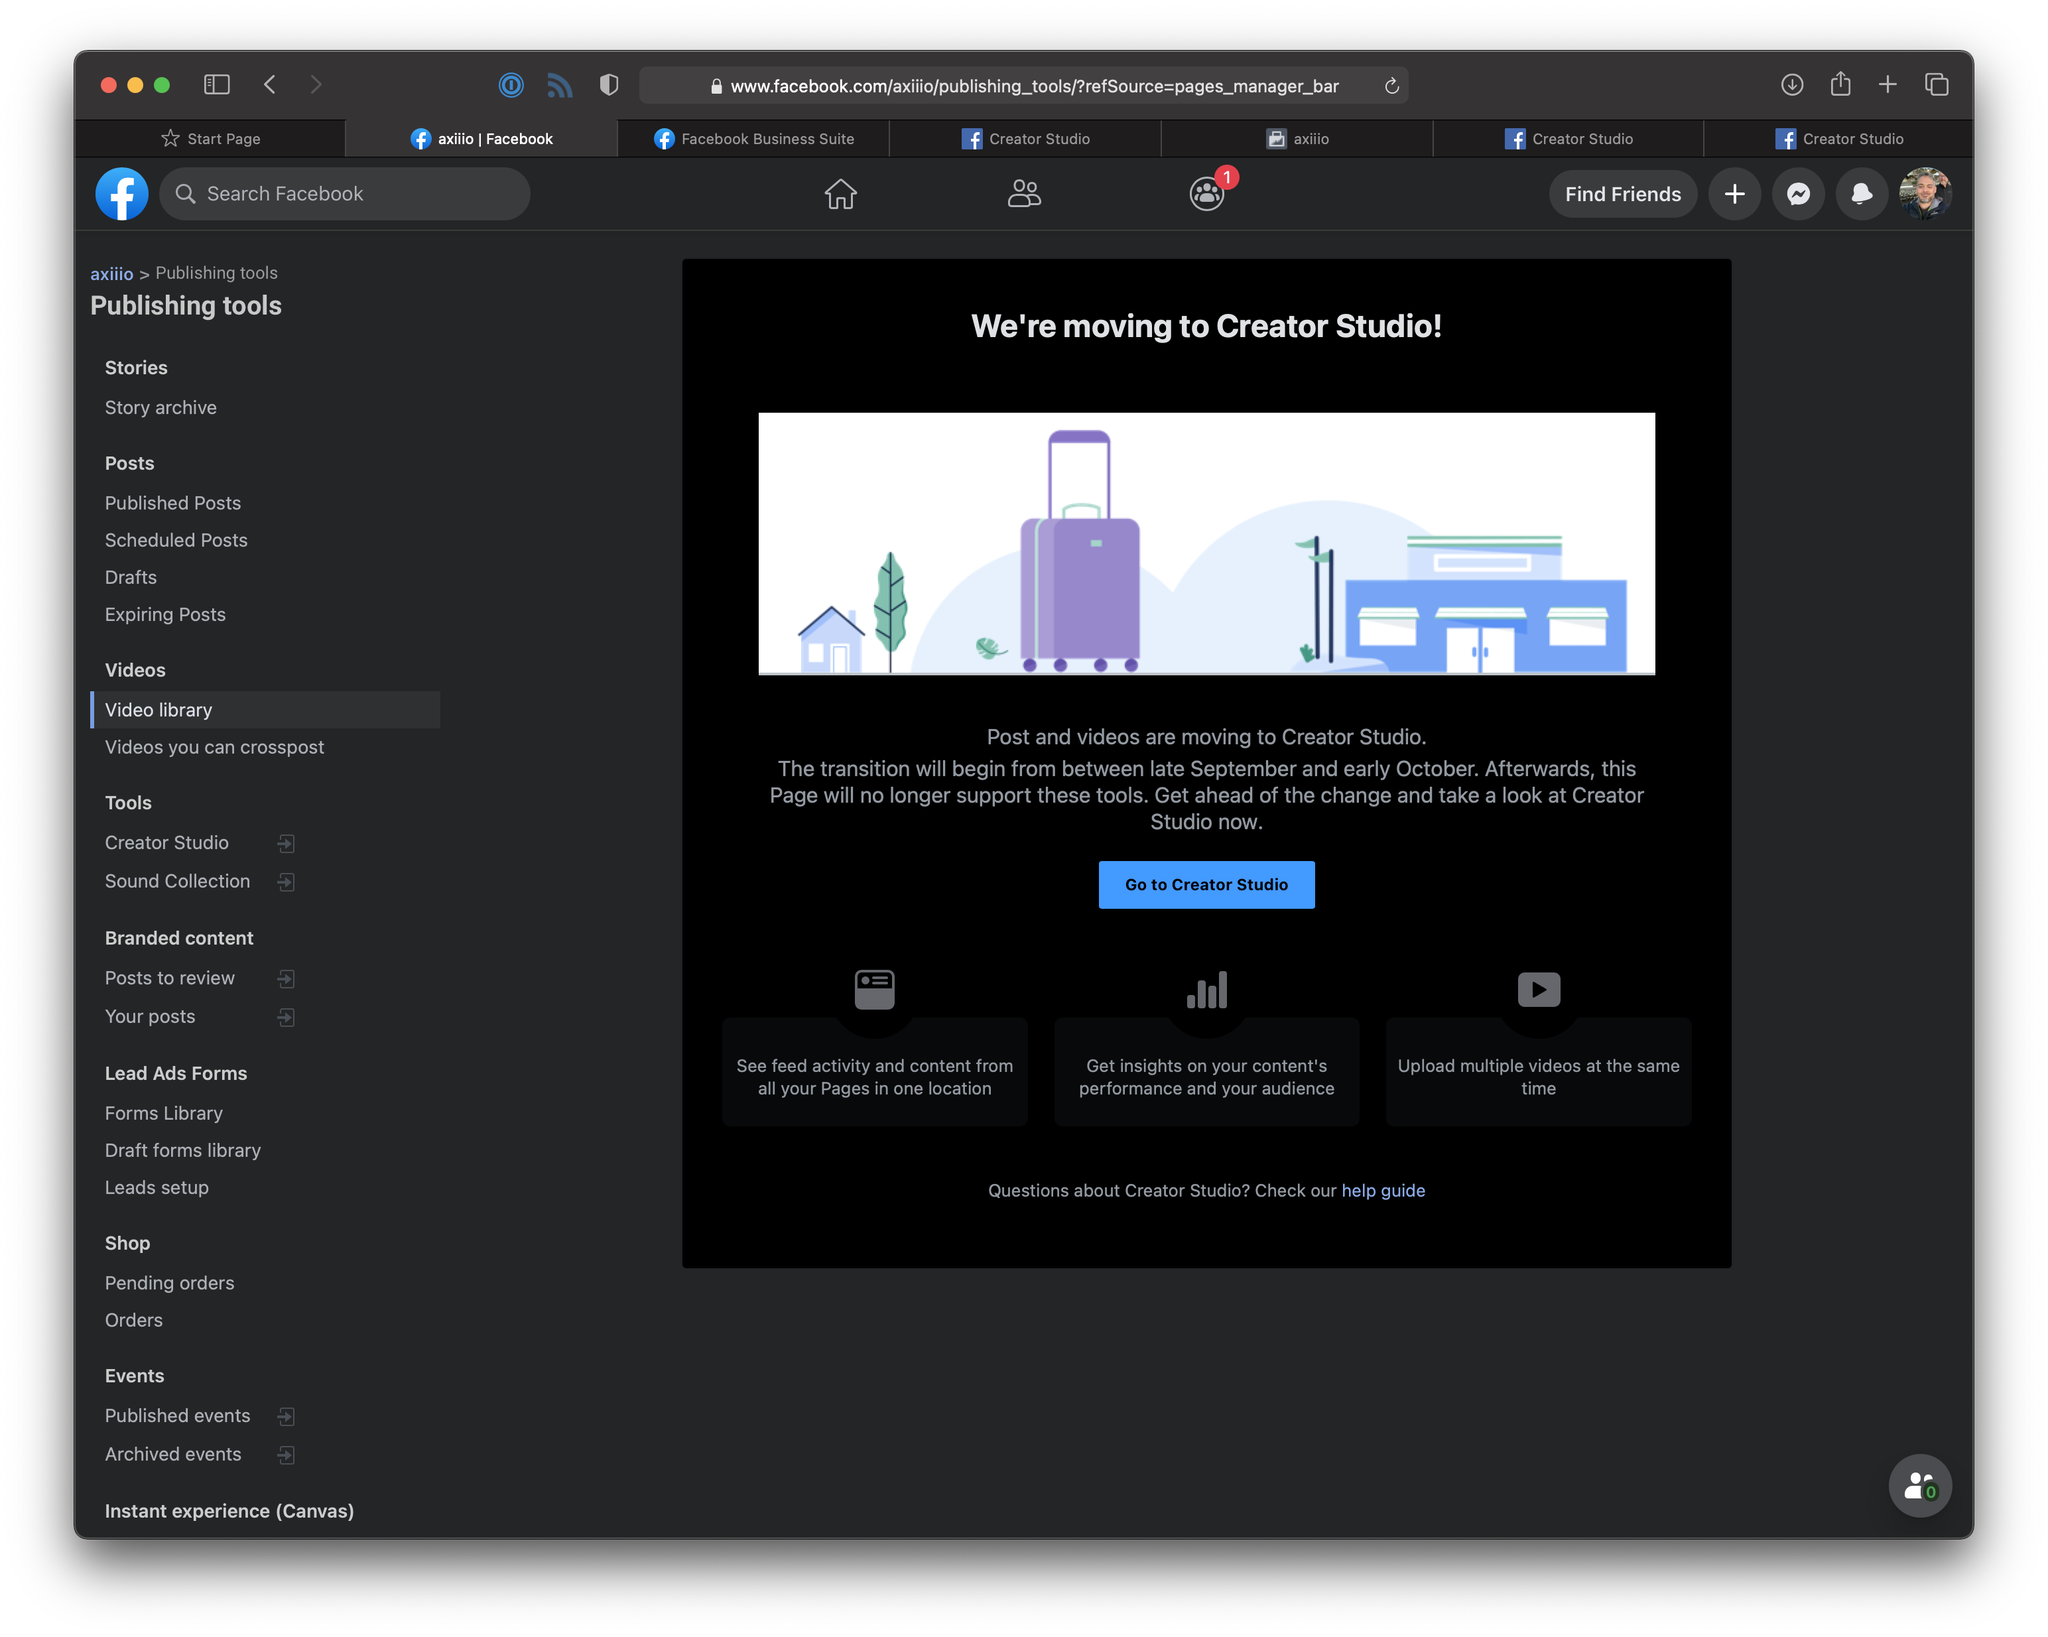 www.facebook.com/axiiio/publishing_tools/?refSource=pages_manager_bar
Start Page
axiiio | Facebook
Facebook Business Suite
Creator Studio
axiiio
Creator Studio
Creator Studio
Search Facebook
1
Find Friends
axiiio > Publishing tools
Publishing tools
Stories
Story archive
Posts
Published Posts
Scheduled Posts
Drafts
Expiring Posts
Videos
Video library
Videos you can crosspost
Tools
Creator Studio
Sound Collection
Branded content
Posts to review
Your posts
Lead Ads Forms
Forms Library
Draft forms library
Leads setup
Shop
Pending orders
Orders
Events
Published events
Archived events
Instant experience (Canvas)
We're moving to Creator Studio!
Post and videos are moving to Creator Studio.
The transition will begin from between late September and early October. Afterwards, this
Page will no longer support these tools. Get ahead of the change and take a look at Creator
Studio now.
Go to Creator Studio
See feed activity and content from
all your Pages in one location
Get insights on your content's
performance and your audience
Upload multiple videos at the same
time
Questions about Creator Studio? Check our help guide
0